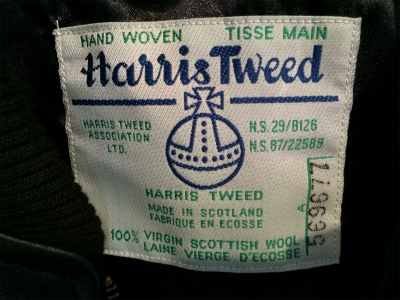 HAND WOVEN TISSE MAIN
Harris Tweed
HARRIS TWEED
ASSOCIATION
LTD.
N.S. 29/8126
N.S. 87/22589
HARRIS TWEED
MADE IN SCOTLAND
FABRIQUE EN ECOSSE
100% VIRGIN SCOTTISH WOOL
LAINE VIERGE D'ECOSSE
A
566977